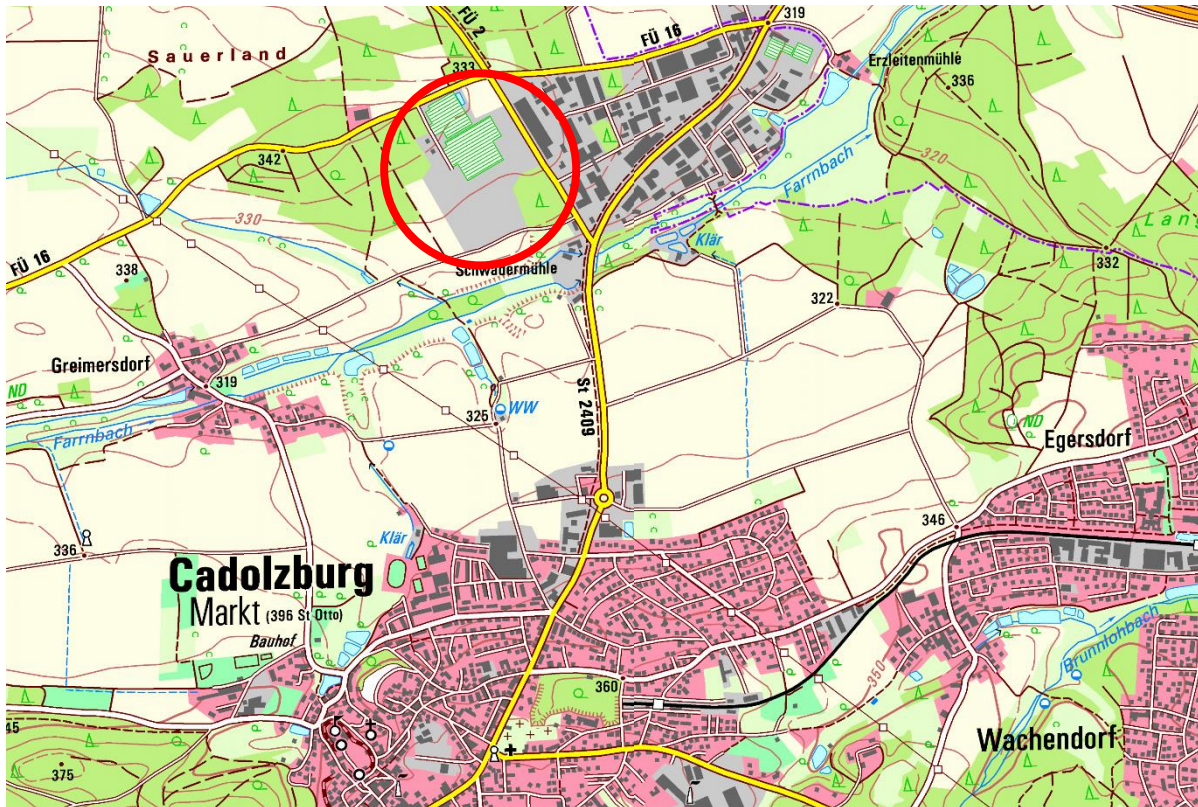 319
FÜ 16
FÜ 2
Sauerland
333
Erzleitenmühle
336
342
320
Farrnbach
330
Klär
Lang
FÜ 16
338
Schwadermühle
332
322
Greimersdorf
319
ND
St 2409
325
WW
ND
Farrnbach
Egersdorf
346
336
Klär
Cadolzburg
Markt (396 St Otto)
Bauhof
Brunnlohbach
350
360
45
Wachendorf
375